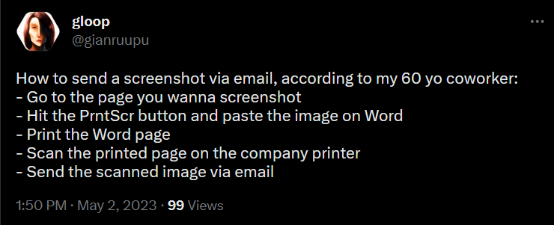 gloop
@gianruupu
How to send a screenshot via email, according to my 60 yo coworker:
- Go to the page you wanna screenshot
- Hit the PrntScr button and paste the image on Word
- Print the Word page
- Scan the printed page on the company printer
- Send the scanned image via email
1:50 PM · May 2, 2023 · 99 Views